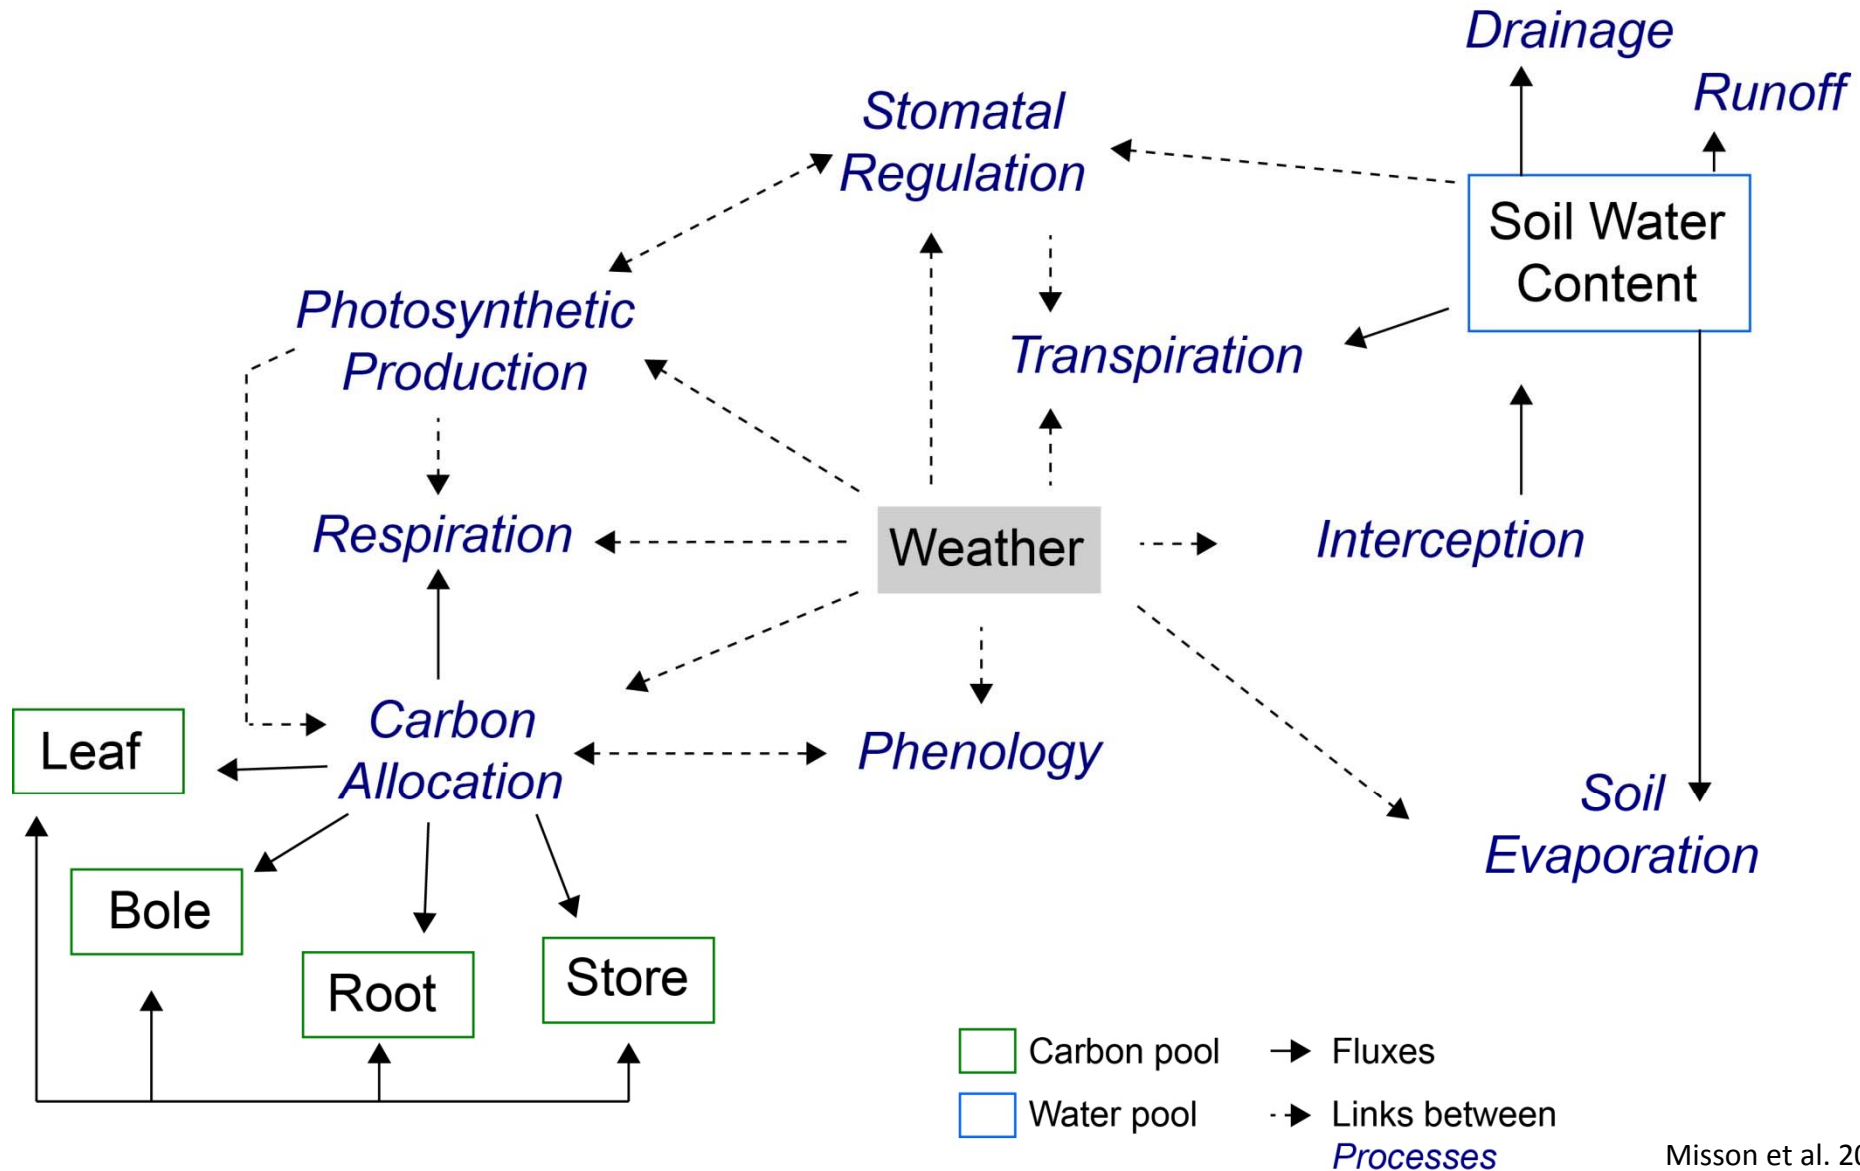 Drainage
Runoff
Stomatal
Regulation
Soil Water
Content
Photosynthetic
Production
Transpiration
Respiration
Weather
Interception
Carbon
Allocation
Phenology
Leaf
Soil
Evaporation
Bole
Root
Store
Carbon pool
Fluxes
Water pool
Links between
Processes
Misson et al.